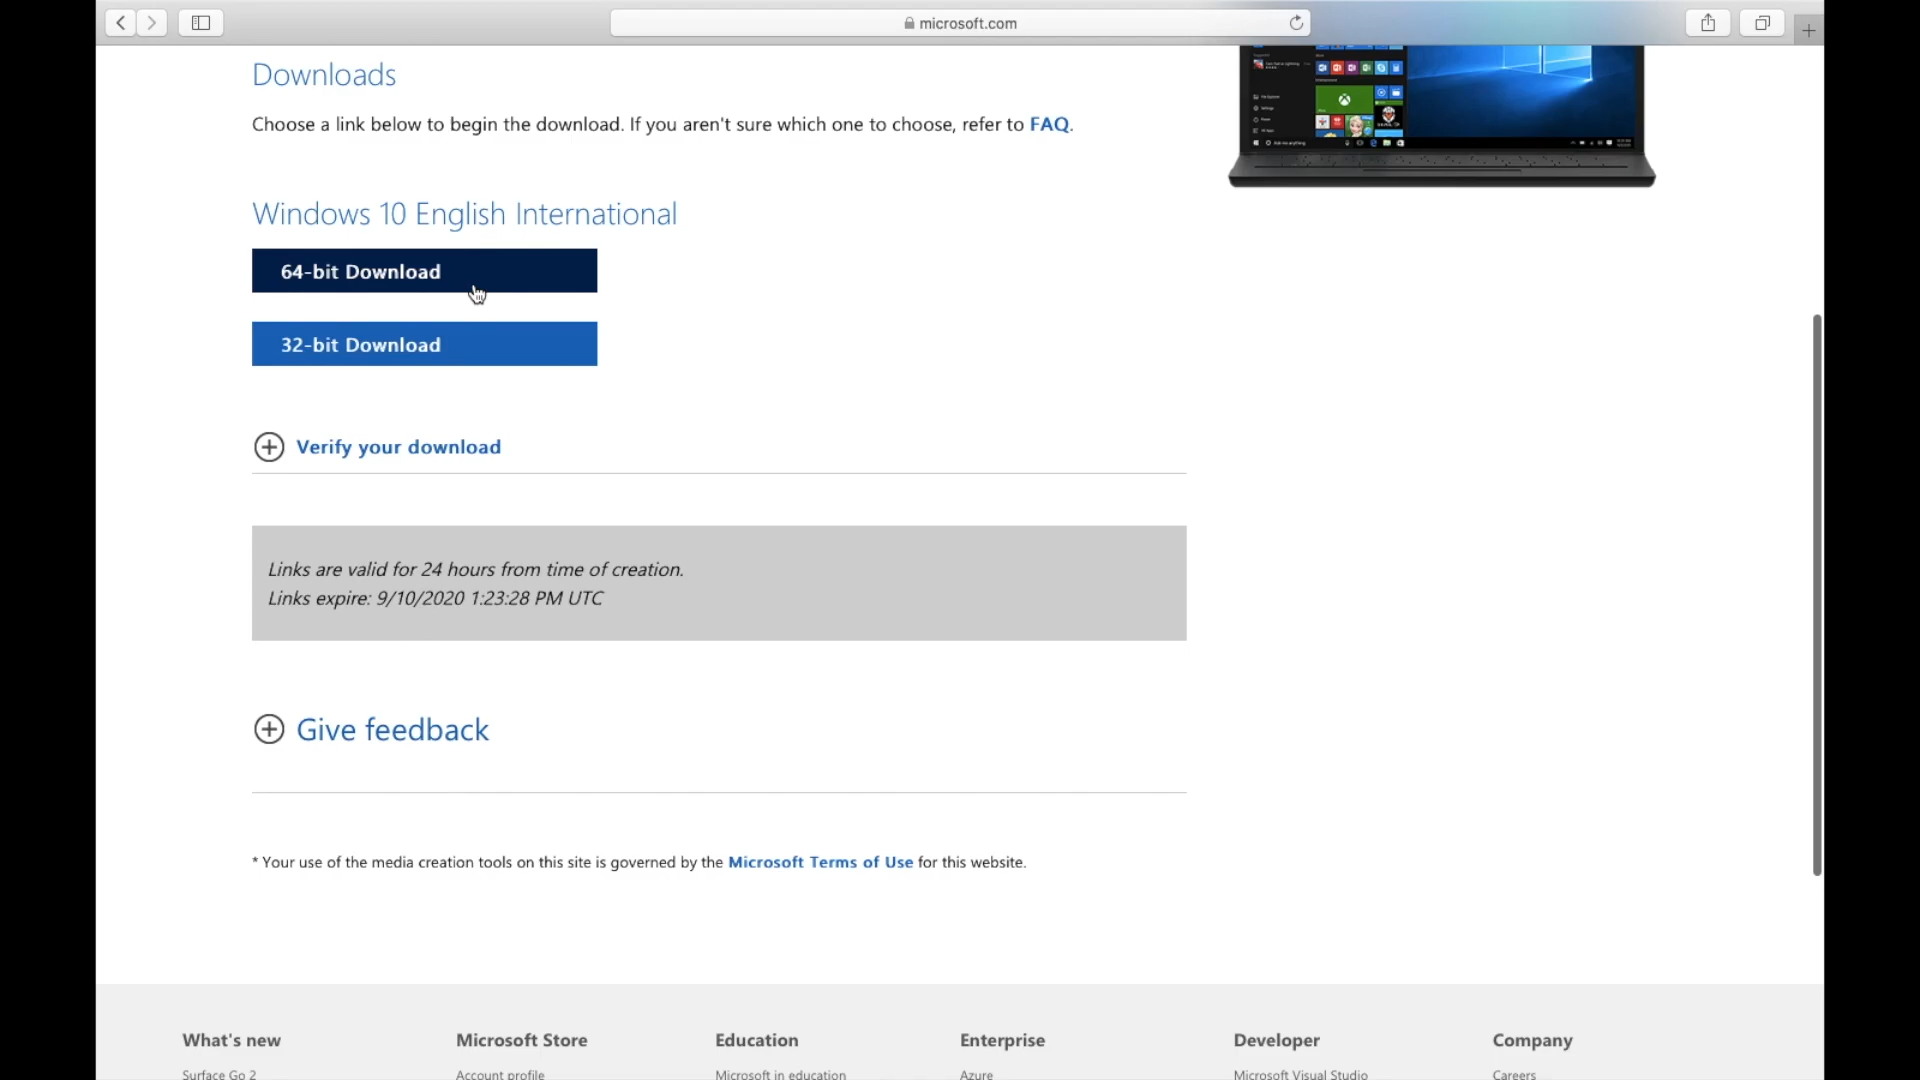 microsoft.com
Downloads
Choose a link below to begin the download. If you aren't sure which one to choose, refer to FAQ.
Windows 10 English International
64-bit Download
32-bit Download
Verify your download
Links are valid for 24 hours from time of creation.
Links expire: 9/10/2020 1:23:28 PM UTC
Give feedback
* Your use of the media creation tools on this site is governed by the Microsoft Terms of Use for this website.
What's new Microsoft Store Education Enterprise Developer Company
Surface Go 2 Account profile Microsoft in education Azure Microsoft Visual Studio Careers